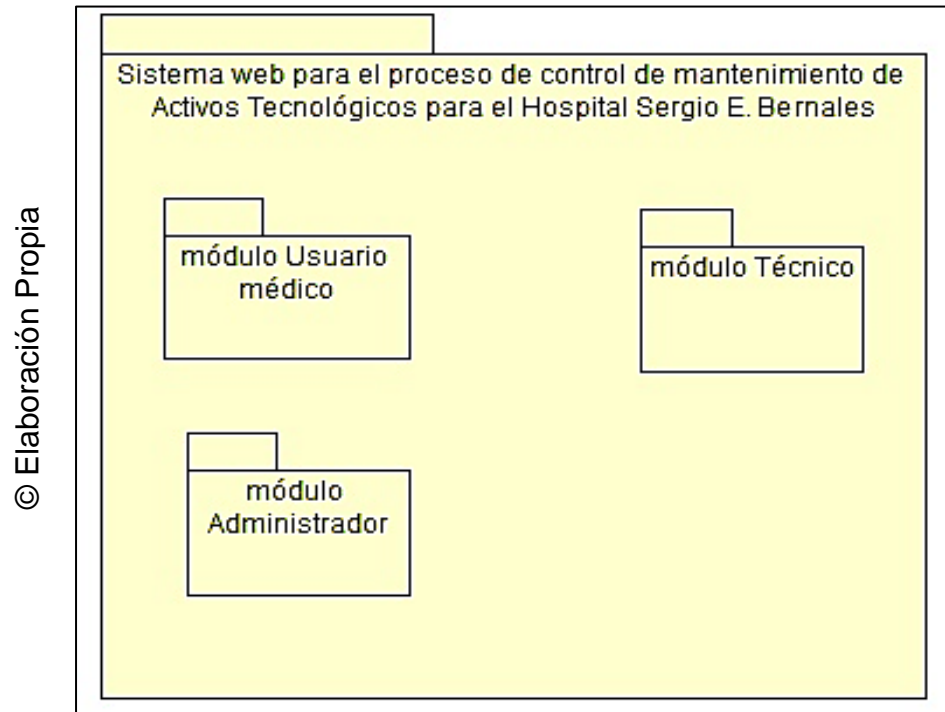 Sistema web para el proceso de control de mantenimiento de
Activos Tecnológicos para el Hospital Sergio E. Bernales
módulo Usuario
médico
módulo Técnico
módulo
Administrador
© Elaboración Propia